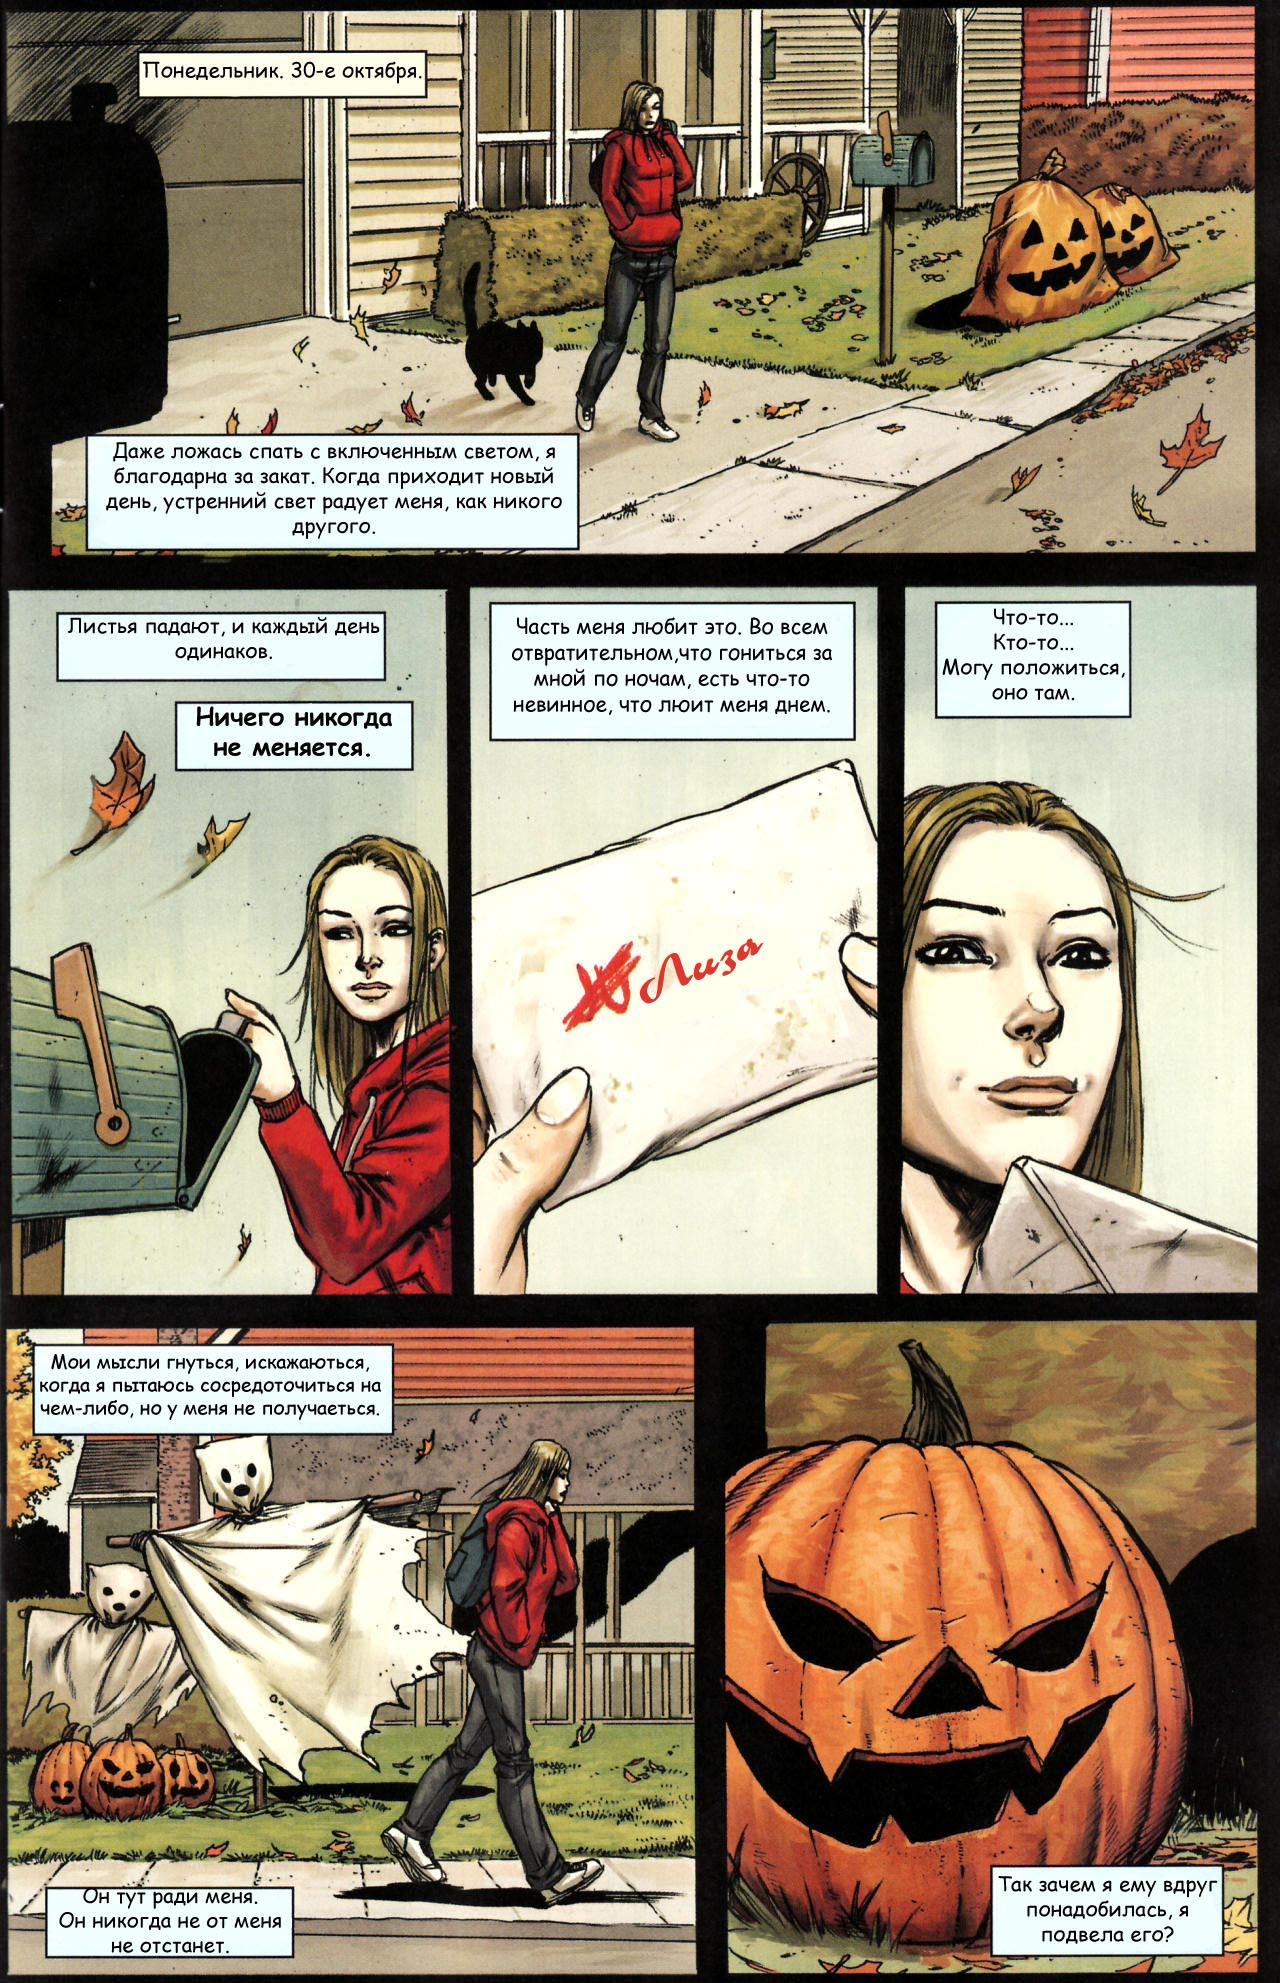 Понедельник. 30-е октября.
Даже ложась спать с включенным светом, я
благодарна за закат. Когда приходит новый
день, устренний свет радует меня, как никого
другого.
Листья падают, и каждый день
одинаков.
Ничего никогда
не меняется.
Часть меня любит это. Во всем
отвратительном,что гониться за
мной по ночам, есть что-то
невинное, что люит меня днем.
Лиза
Что-то...
Кто-то...
Могу положиться,
оно там.
Мои мысли гнуться, искажаються,
когда я пытаюсь сосредоточиться на
чем-либо, но у меня не получаеться.
Он тут ради меня.
Он никогда не от меня
не отстанет.
Так зачем я ему вдруг
понадобилась, я
подвела его?